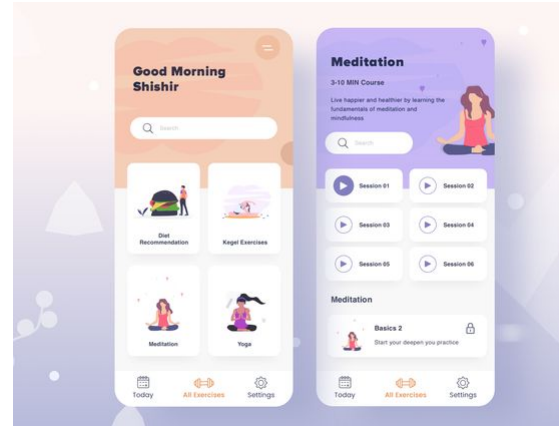 Good Morning
Shishir
Search
Diet
Recommendation
Kegel Exercises
Meditation
Yoga
Today
All Exercises
Settings
Meditation
3-10 MIN Course
Live happier and healthier by learning the
fundamentals of meditation and
mindfulness
Search
Session 01
Session 02
Session 03
Session 04
Session 05
Session 06
Meditation
Basics 2
Start your deepen you practice
Today
All Exercises
Settings